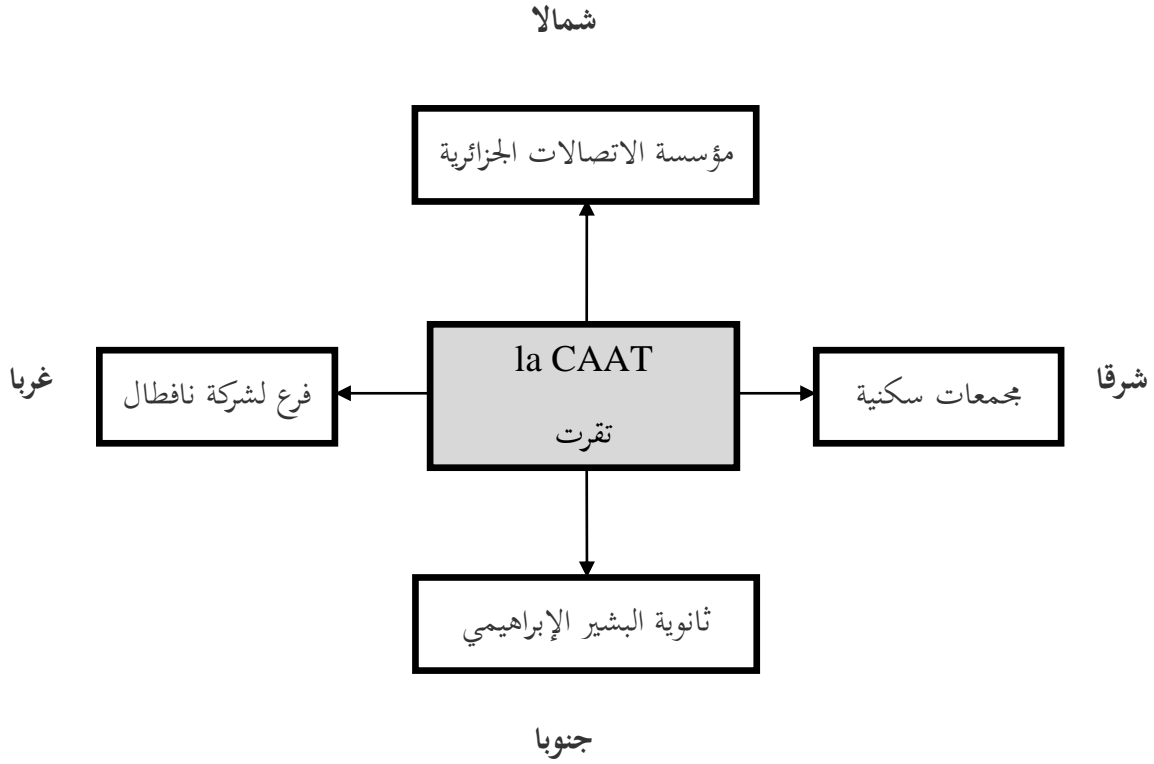 شمالا
مؤسسة الاتصالات الجزائرية
la CAAT
تقرت
شرقا
مجمعات سكنية
فرع لشركة نافطال
غربا
ثانوية البشير الإبراهيمي
جنوبا